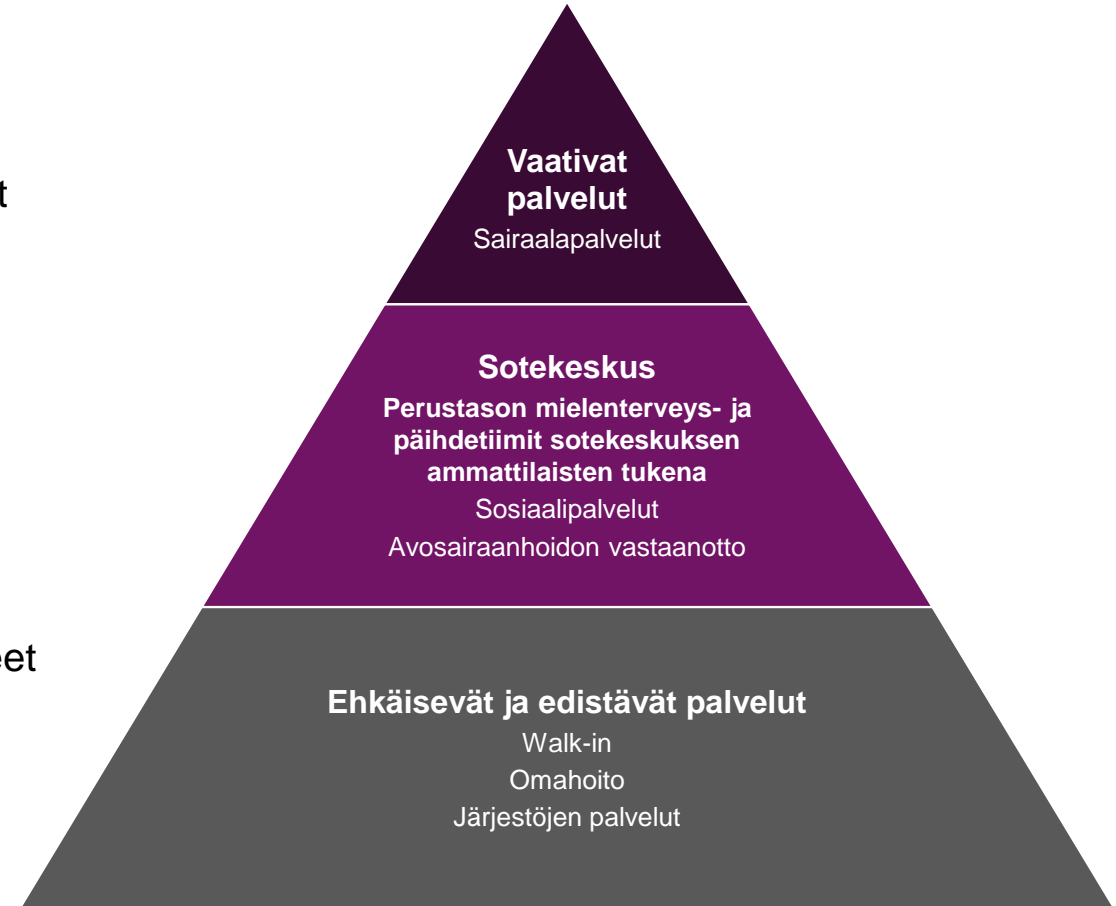 Vaativat
palvelut
Sairaalapalvelut
Sotekeskus
Perustason mielenterveys- ja
päihdetiimit sotekeskuksen
ammattilaisten tukena
Sosiaalipalvelut
Avosairaanhoidon vastaanotto
Ehkäisevät ja edistävät palvelut
Walk-in
Omahoito
Järjestöjen palvelut